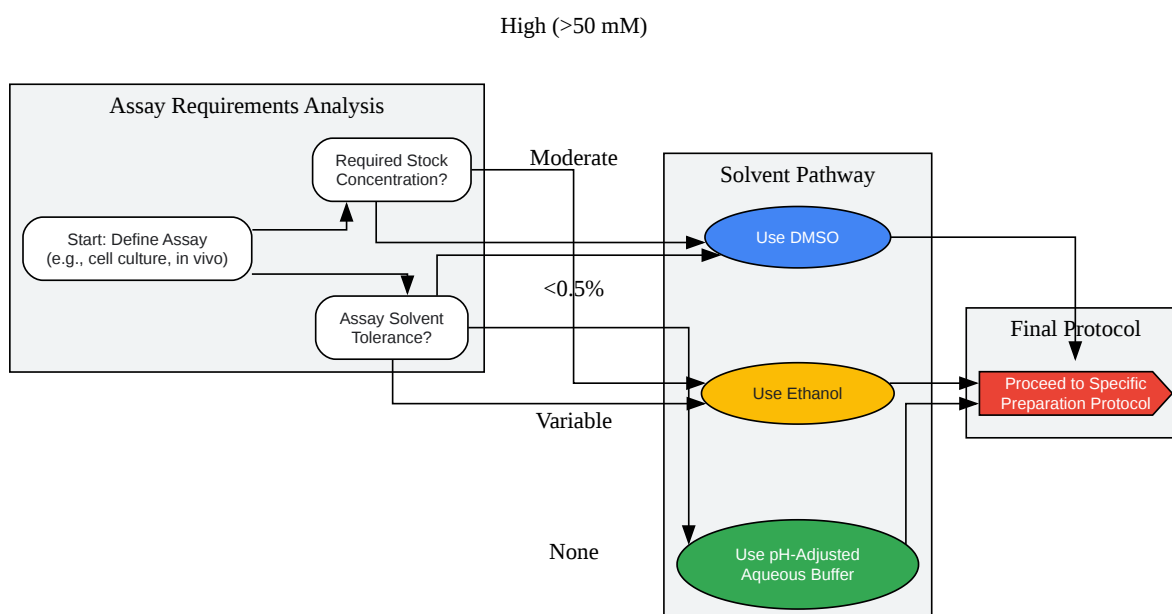 High (>50 mM)
Assay Requirements Analysis
Required Stock
Concentration?
Start: Define Assay
(e.g., cell culture, in vivo)
Assay Solvent
Tolerance?
Moderate
<0.5%
Variable
None
Solvent Pathway
Use DMSO
Use Ethanol
Use pH-Adjusted
Aqueous Buffer
Final Protocol
Proceed to Specific
Preparation Protocol